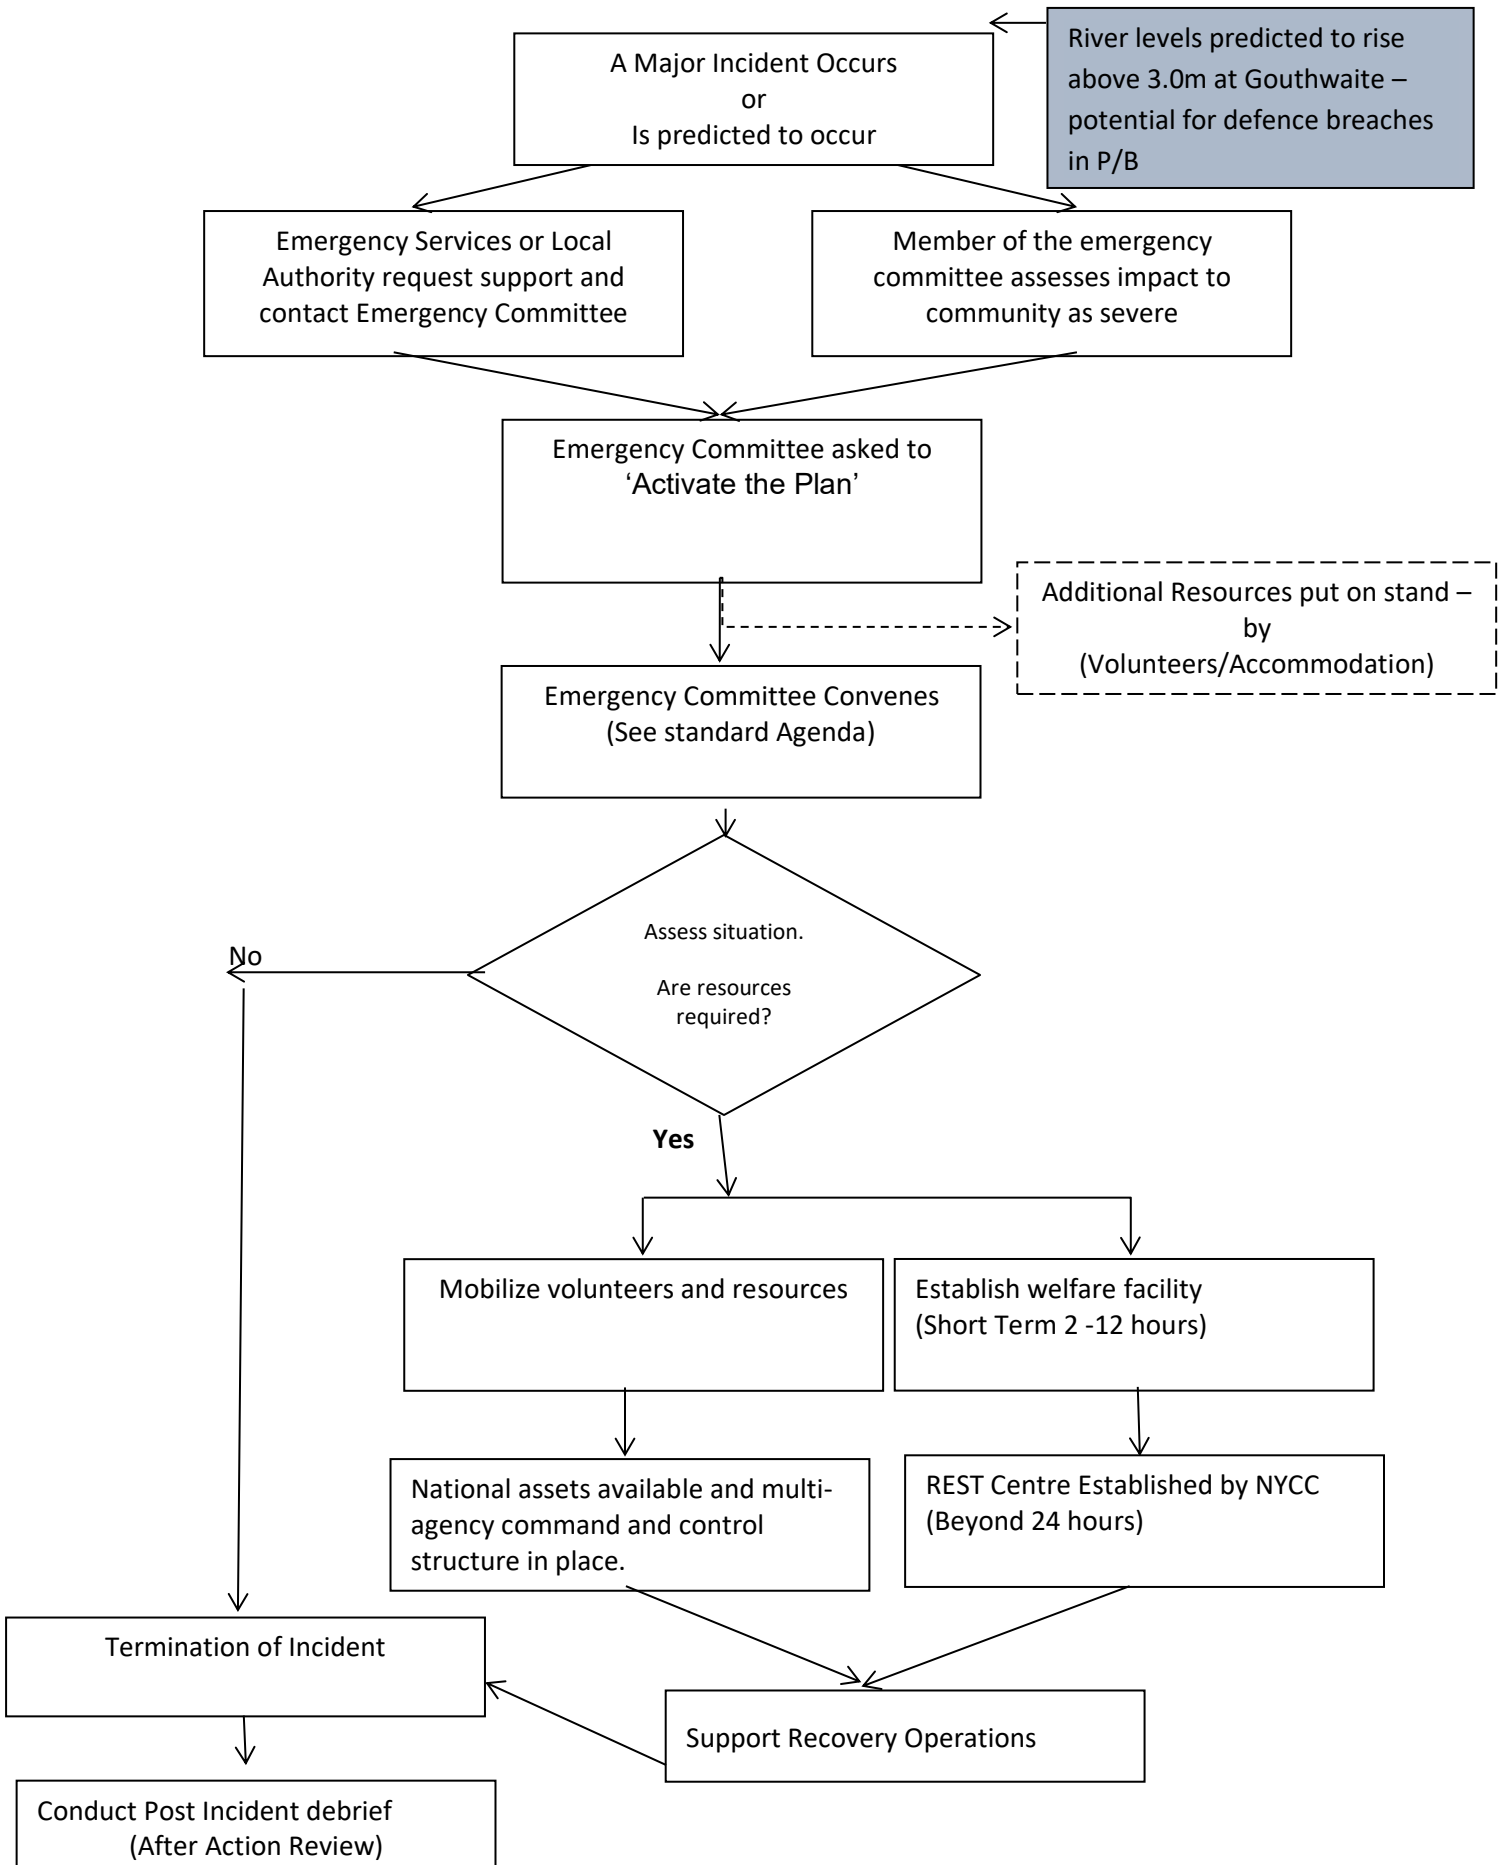 A Major Incident Occurs
or
Is predicted to occur
River levels predicted to rise
above 3.0m at Gouthwaite –
potential for defence breaches
in P/B
Emergency Services or Local
Authority request support and
contact Emergency Committee
Member of the emergency
committee assesses impact to
community as severe
Emergency Committee asked to
‘Activate the Plan’
Additional Resources put on stand –
by
(Volunteers/Accommodation)
Emergency Committee Convenes
(See standard Agenda)
Assess situation.
Are resources
required?
No
Yes
Mobilize volunteers and resources
Establish welfare facility
(Short Term 2 -12 hours)
National assets available and multi-
agency command and control
structure in place.
REST Centre Established by NYCC
(Beyond 24 hours)
Termination of Incident
Support Recovery Operations
Conduct Post Incident debrief
(After Action Review)